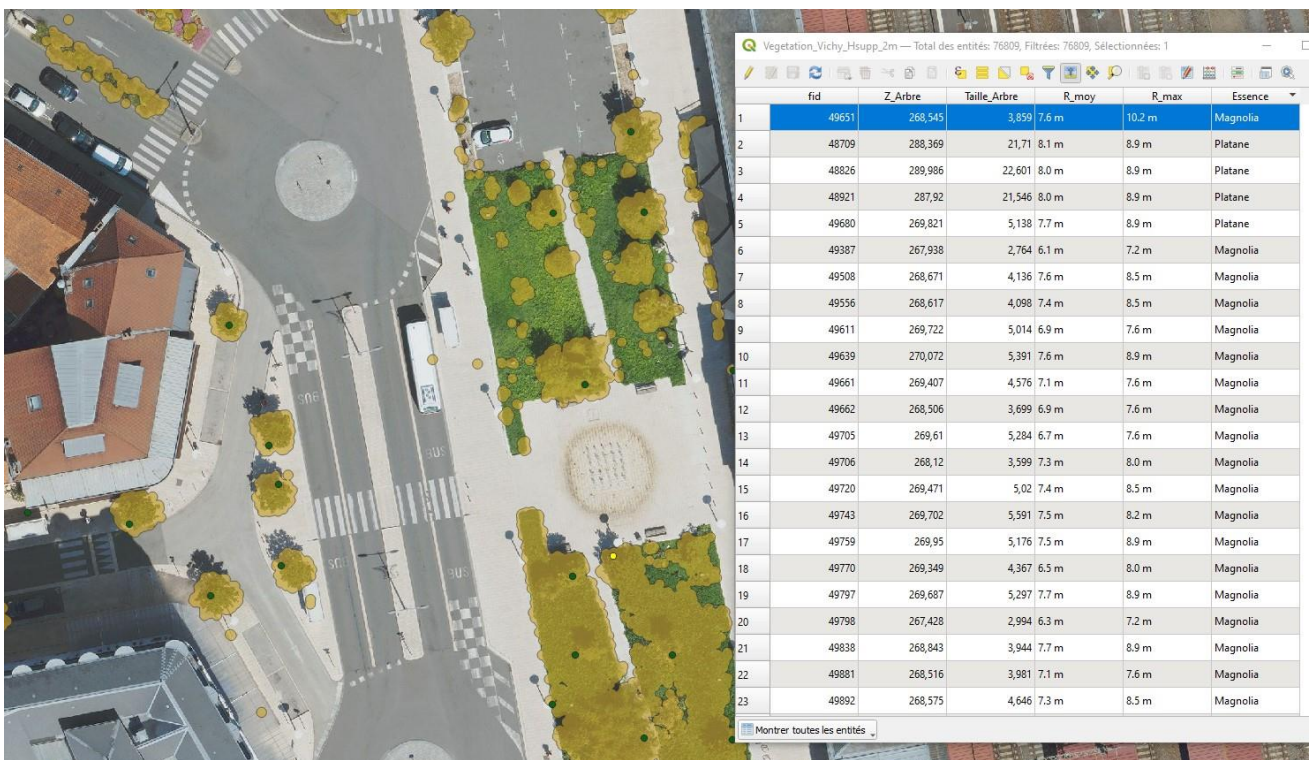 Vegetation_Vichy_Hsupp_2m — Total des entités: 76809, Filtrées: 76809, Sélectionnées: 1
fid Z_Arbre Taille_Arbre R_moy R_max Essence
1 49651 268,545 3,859 7.6 m 10.2 m Magnolia
2 48709 288,369 21,71 8.1 m 8.9 m Platane
3 48826 289,986 22,601 8.0 m 8.9 m Platane
4 48921 287,92 21,546 8.0 m 8.9 m Platane
5 49680 269,821 5,138 7.7 m 8.9 m Platane
6 49387 267,938 2,764 6.1 m 7.2 m Magnolia
7 49508 268,671 4,136 7.6 m 8.5 m Magnolia
8 49556 268,617 4,098 7.4 m 8.5 m Magnolia
9 49611 269,722 5,014 6.9 m 7.6 m Magnolia
10 49639 270,072 5,391 7.6 m 8.9 m Magnolia
11 49661 269,407 4,576 7.1 m 7.6 m Magnolia
12 49662 268,506 3,699 6.9 m 7.6 m Magnolia
13 49705 269,61 5,284 6.7 m 7.6 m Magnolia
14 49706 268,12 3,599 7.3 m 8.0 m Magnolia
15 49720 269,471 5,02 7.4 m 8.5 m Magnolia
16 49743 269,702 5,591 7.5 m 8.2 m Magnolia
17 49759 269,95 5,176 7.5 m 8.9 m Magnolia
18 49770 269,349 4,367 6.5 m 8.0 m Magnolia
19 49797 269,687 5,297 7.7 m 8.9 m Magnolia
20 49798 267,428 2,994 6.3 m 7.2 m Magnolia
21 49838 268,843 3,944 7.7 m 8.9 m Magnolia
22 49881 268,516 3,981 7.1 m 7.6 m Magnolia
23 49892 268,575 4,646 7.3 m 8.5 m Magnolia
Montrer toutes les entités
BUS
BUS
BUS
BUS